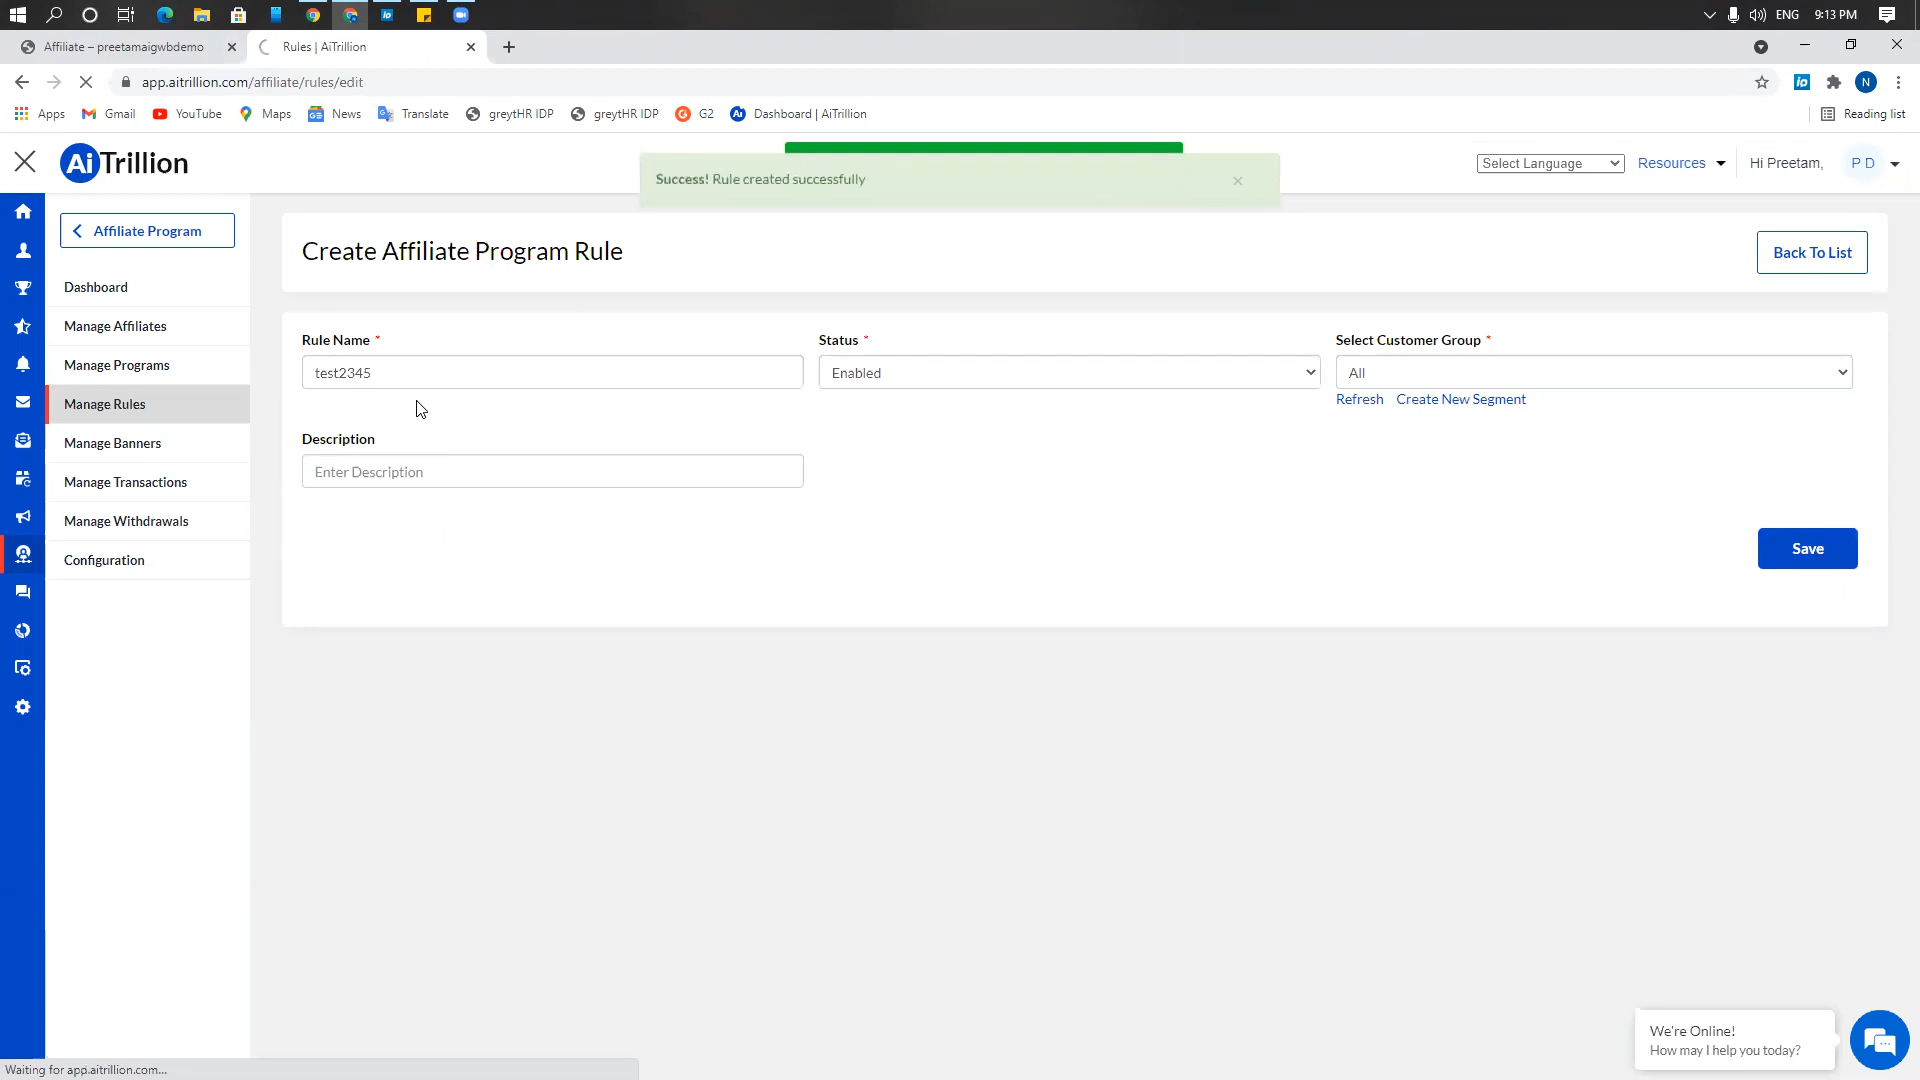 ENG
9:13 PM
Affiliate – preetamaigwbdemo
Rules | AiTrillion
app.aitrillion.com/affiliate/rules/edit
Apps
Gmail
YouTube
Maps
News
Translate
greytHR IDP
greytHR IDP
G2
Dashboard | AiTrillion
Reading list
AiTrillion
Success! Rule created successfully
Select Language
Resources
Hi Preetam,
P D
Affiliate Program
Dashboard
Manage Affiliates
Manage Programs
Manage Rules
Manage Banners
Manage Transactions
Manage Withdrawals
Configuration
Create Affiliate Program Rule
Back To List
Rule Name *
Status *
Select Customer Group *
test2345
Enabled
All
Refresh
Create New Segment
Description
Enter Description
Save
We're Online!
How may I help you today?
Waiting for app.aitrillion.com...